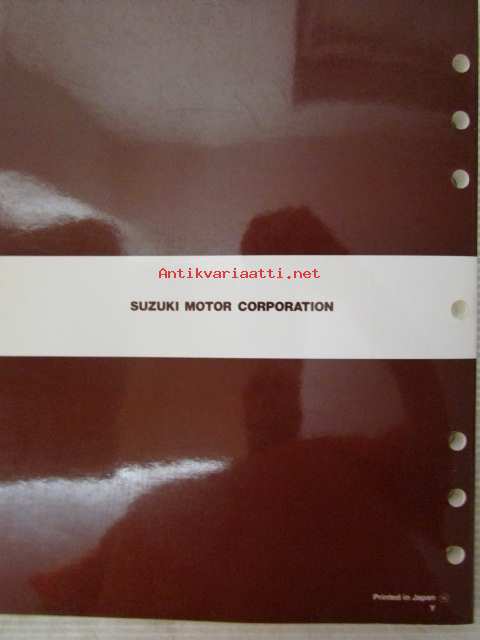 Antikvariaatti.net
SUZUKI MOTOR CORPORATION
Printed in Japan
Y